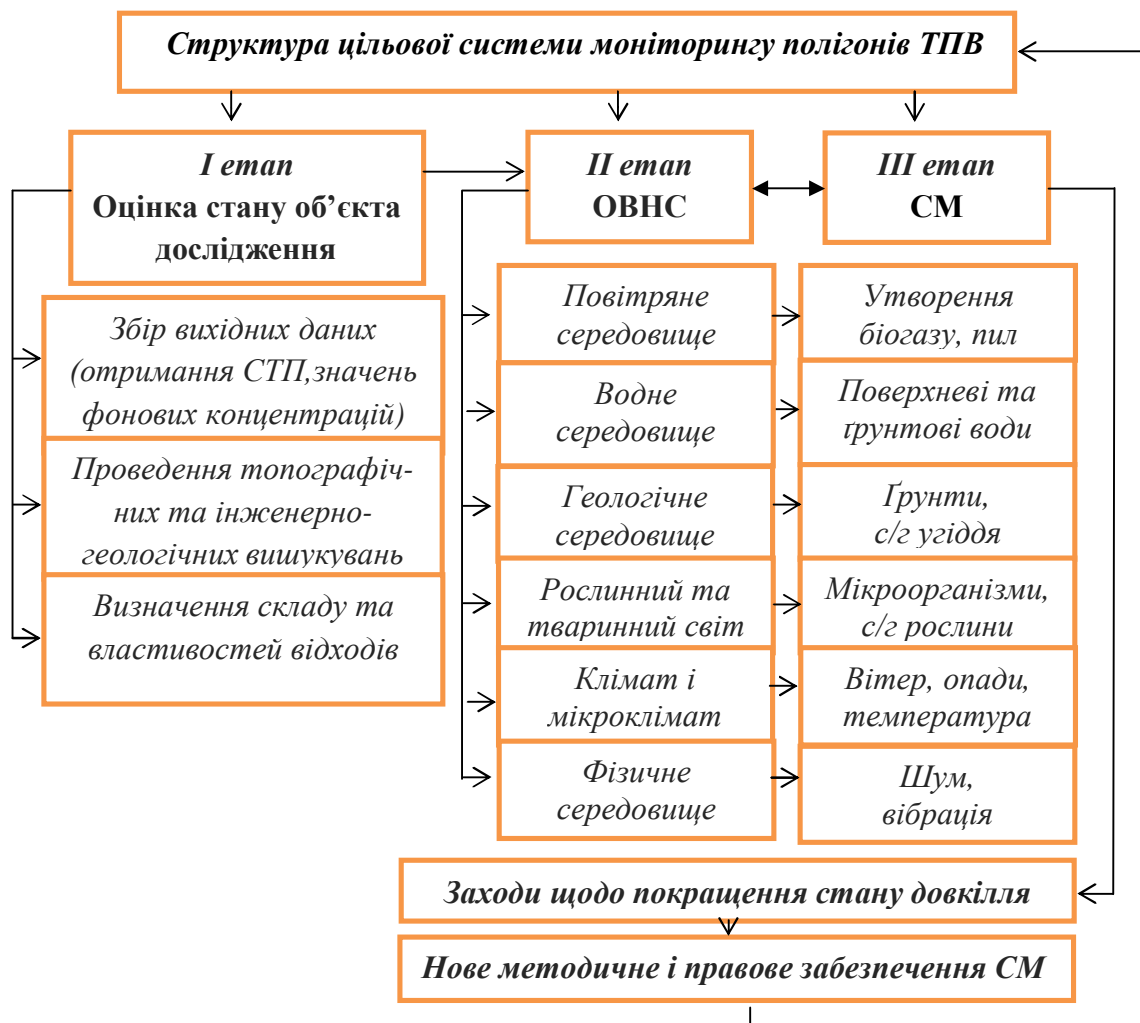 Структура цільової системи моніторингу полігонів ТПВ
І етап
Оцінка стану об’єкта
дослідження
ІІ етап
ОВНС
ІІІ етап
СМ
Збір вихідних даних
(отримання СТП,значень
фонових концентрацій)
Проведення топографіч-
них та інженерно-
геологічних вишукувань
Визначення складу та
властивостей відходів
Повітряне
середовище
Утворення
біогазу, пил
Водне
середовище
Поверхневі та
ґрунтові води
Геологічне
середовище
Ґрунти,
с/г угіддя
Рослинний та
тваринний світ
Мікроорганізми,
с/г рослини
Клімат і
мікроклімат
Вітер, опади,
температура
Фізичне
середовище
Шум,
вібрація
Заходи щодо покращення стану довкілля
Нове методичне і правове забезпечення СМ